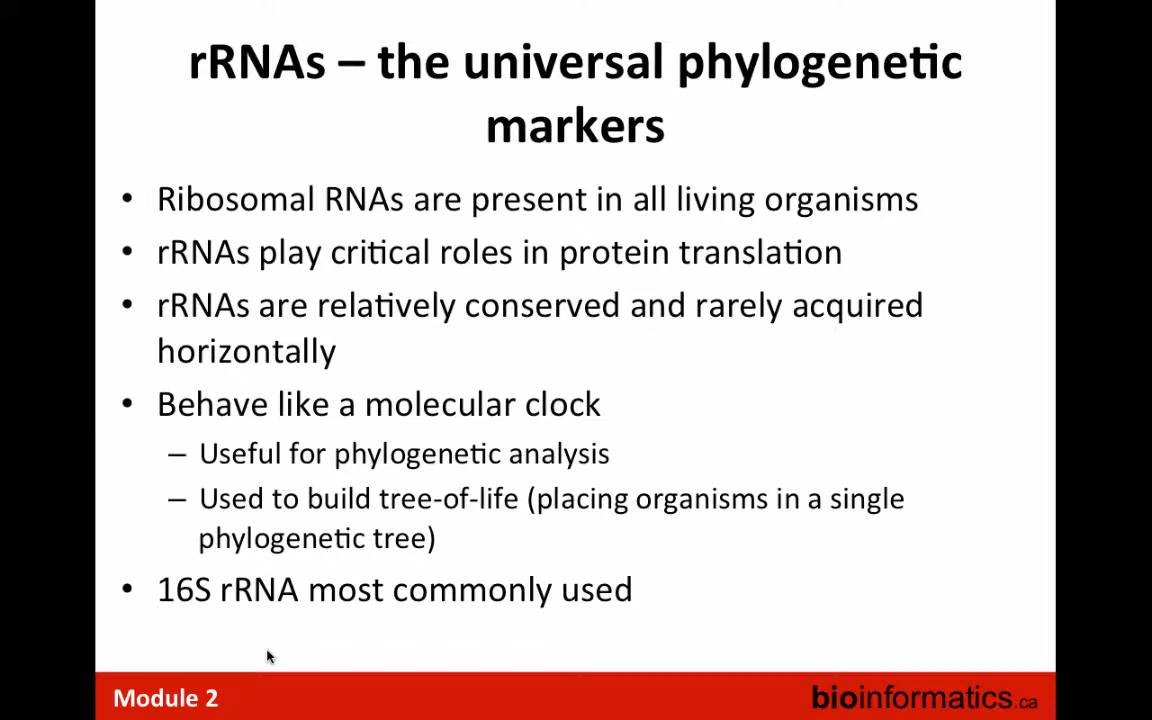 rRNAs – the universal phylogenetic
markers
• Ribosomal RNAs are present in all living organisms
• rRNAs play critical roles in protein translation
• rRNAs are relatively conserved and rarely acquired
horizontally
• Behave like a molecular clock
– Useful for phylogenetic analysis
– Used to build tree-of-life (placing organisms in a single
phylogenetic tree)
• 16S rRNA most commonly used
Module 2
bioinformatics.ca